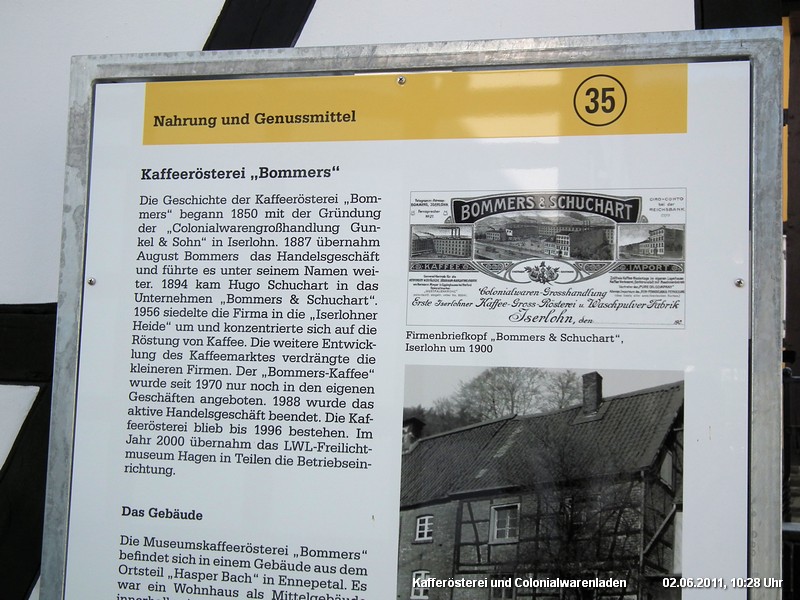 Nahrung und Genussmittel
35
Kaffeerösterei „Bommers“
Die Geschichte der Kaffeerösterei „Bom-
mers“ begann 1850 mit der Gründung
der „Colonialwarengroßhandlung Gun-
kel & Sohn“ in Iserlohn. 1887 übernahm
August Bommers das Handelsgeschäft
und führte es unter seinem Namen wei-
ter. 1894 kam Hugo Schuchart in das
Unternehmen „Bommers & Schuchart“.
1956 siedelte die Firma in die „Iserlohner
Heide“ um und konzentrierte sich auf die
Röstung von Kaffee. Die weitere Entwick-
lung des Kaffeemarktes verdrängte die
kleineren Firmen. Der „Bommers-Kaffee“
wurde seit 1970 nur noch in den eigenen
Geschäften angeboten. 1988 wurde das
aktive Handelsgeschäft beendet. Die Kaf-
feerösterei blieb bis 1996 bestehen. Im
Jahr 2000 übernahm das LWL-Freilicht-
museum Hagen in Teilen die Betriebsein-
richtung.
Das Gebäude
Die Museumskaffeerösterei „Bommers“
befindet sich in einem Gebäude aus dem
Ortsteil „Hasper Bach“ in Ennepetal. Es
war ein Wohnhaus als Mittelgebäude
BOMMERS & SCHUCHART
GIRO-CONTO
bei der
REICHSBANK
KAFFEE
IMPORT
Colonialwaren-Grosshandlung
Erste Iserlohner Kaffee-Gross-Rösterei u. Waschpulver-Fabrik
Iserlohn, den
Firmenbriefkopf „Bommers & Schuchart“,
Iserlohn um 1900
Kafferösterei und Colonialwarenladen
02.06.2011, 10:28 Uhr